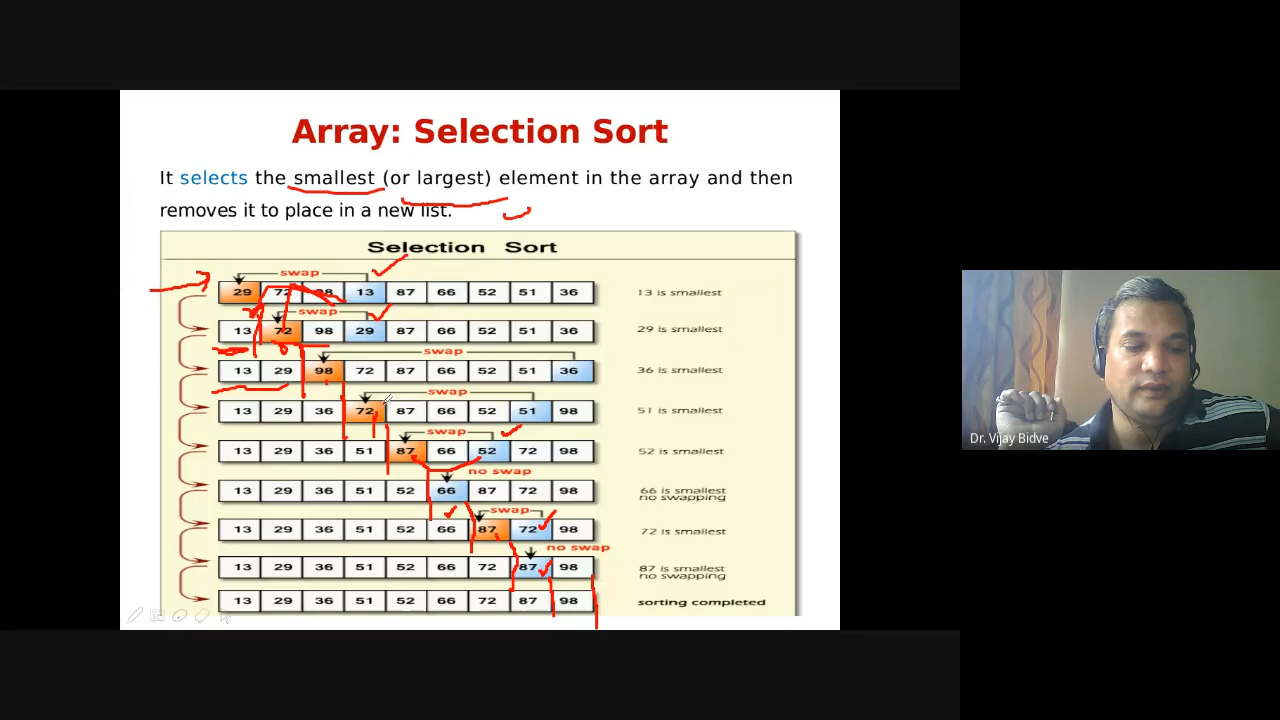 Array: Selection Sort
It selects the smallest (or largest) element in the array and then
removes it to place in a new list.
Selection Sort
swap
29 72 98 13 87 66 52 51 36 13 is smallest
swap
13 72 98 29 87 66 52 51 36 29 is smallest
swap
13 29 98 72 87 66 52 51 36 36 is smallest
swap
13 29 36 72 87 66 52 51 98 51 is smallest
swap
13 29 36 51 87 66 52 72 98 52 is smallest
no swap
13 29 36 51 52 66 87 72 98 66 is smallest
no swapping
swap
13 29 36 51 52 66 87 72 98 72 is smallest
no swap
13 29 36 51 52 66 72 87 98 87 is smallest
no swapping
13 29 36 51 52 66 72 87 98 sorting completed
Dr. Vijay Bidve